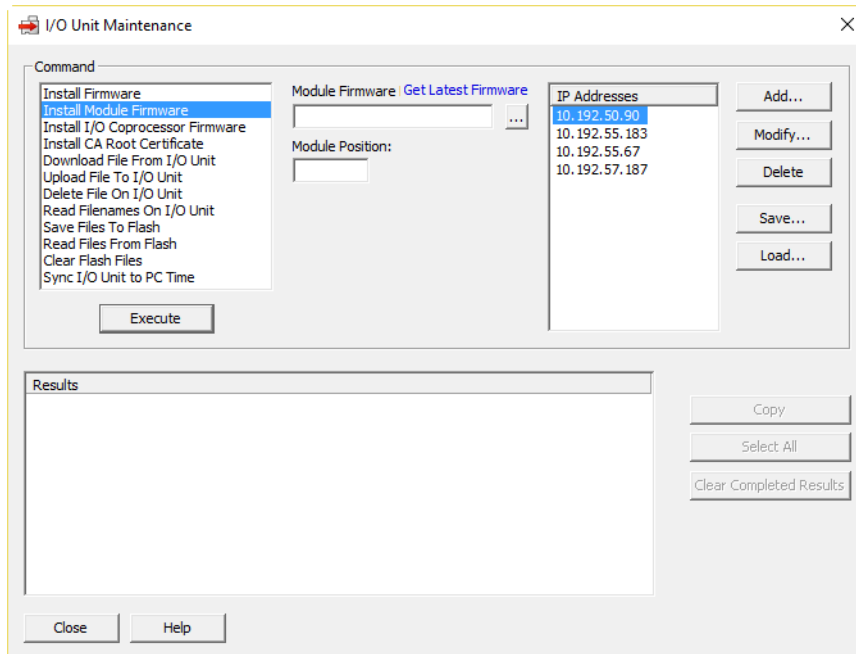 I/O Unit Maintenance
Command
Install Firmware
Install Module Firmware
Install I/O Coprocessor Firmware
Install CA Root Certificate
Download File From I/O Unit
Upload File To I/O Unit
Delete File On I/O Unit
Read Filenames On I/O Unit
Save Files To Flash
Read Files From Flash
Clear Flash Files
Sync I/O Unit to PC Time
Execute
Module Firmware Get Latest Firmware
...
Module Position:
IP Addresses
10.192.50.90
10.192.55.183
10.192.55.67
10.192.57.187
Add...
Modify...
Delete
Save...
Load...
Results
Copy
Select All
Clear Completed Results
Close Help